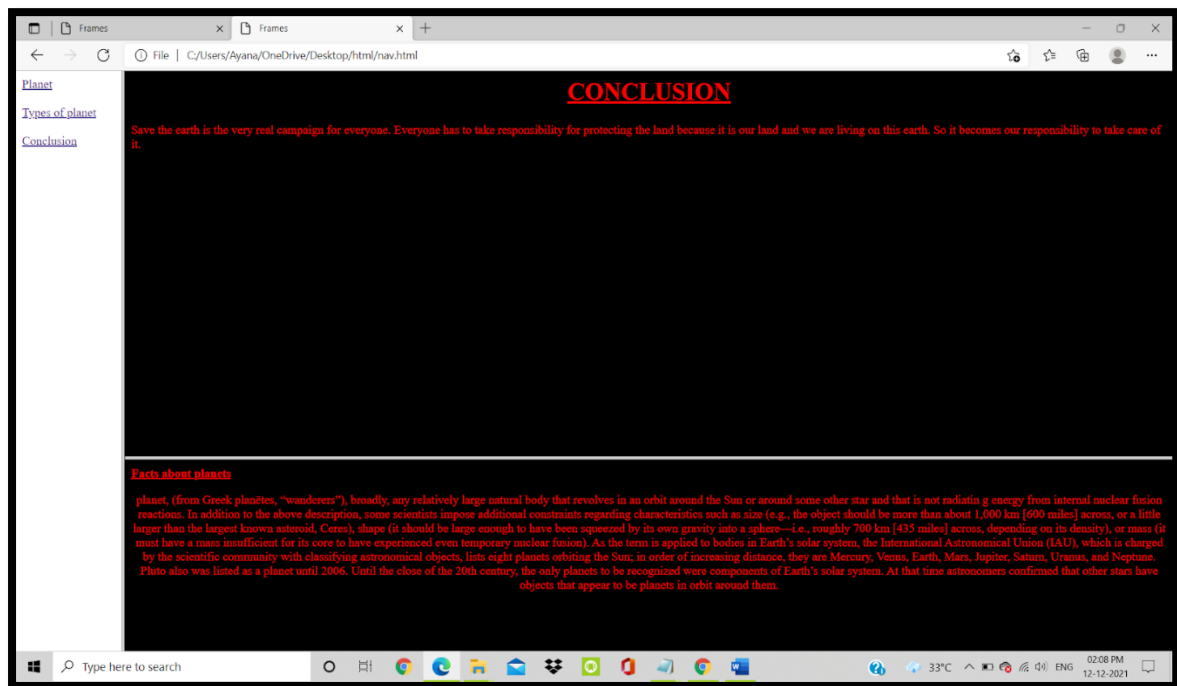 Frames
Frames
File | C:/Users/Ayana/OneDrive/Desktop/html/nav.html
Planet
Types of planet
Conclusion
CONCLUSION
Save the earth is the very real campaign for everyone. Everyone has to take responsibility for protecting the land because it is our land and we are living on this earth. So it becomes our responsibility to take care of
it.
Facts about planets
planet, (from Greek planētes, “wanderers”), broadly, any relatively large natural body that revolves in an orbit around the Sun or around some other star and that is not radiatin g energy from internal nuclear fusion
reactions. In addition to the above description, some scientists impose additional constraints regarding characteristics such as size (e.g., the object should be more than about 1,000 km [600 miles] across, or a little
larger than the largest known asteroid, Ceres), shape (it should be large enough to have been squeezed by its own gravity into a sphere—i.e., roughly 700 km [435 miles] across, depending on its density), or mass (it
must have a mass insufficient for its core to have experienced even temporary nuclear fusion). As the term is applied to bodies in Earth’s solar system, the International Astronomical Union (IAU), which is charged
by the scientific community with classifying astronomical objects, lists eight planets orbiting the Sun; in order of increasing distance, they are Mercury, Venus, Earth, Mars, Jupiter, Saturn, Uranus, and Neptune.
Pluto also was listed as a planet until 2006. Until the close of the 20th century, the only planets to be recognized were components of Earth’s solar system. At that time astronomers confirmed that other stars have
objects that appear to be planets in orbit around them.
Type here to search
33°C
ENG
02:08 PM
12-12-2021